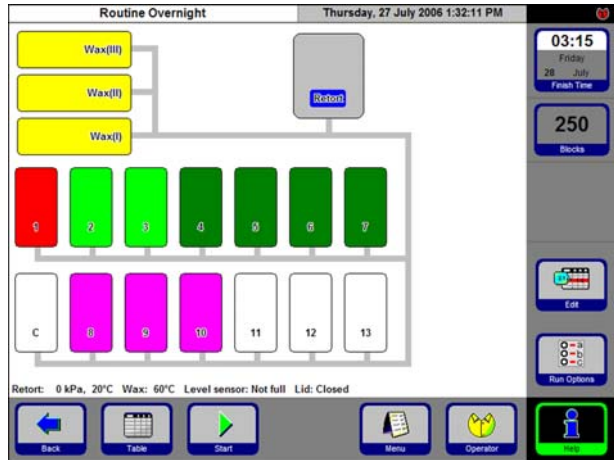 Routine Overnight
Thursday, 27 July 2006 1:32:11 PM
03:15
Friday
28 July
Finish Time
250
Blocks
Wax(III)
Wax(II)
Wax(I)
Retort
1 2 3 4 5 6 7
C 8 9 10 11 12 13
Edit
Run Options
Retort: 0 kPa, 20°C Wax: 60°C Level sensor: Not full Lid: Closed
Back
Table
Start
Menu
Operator
Help